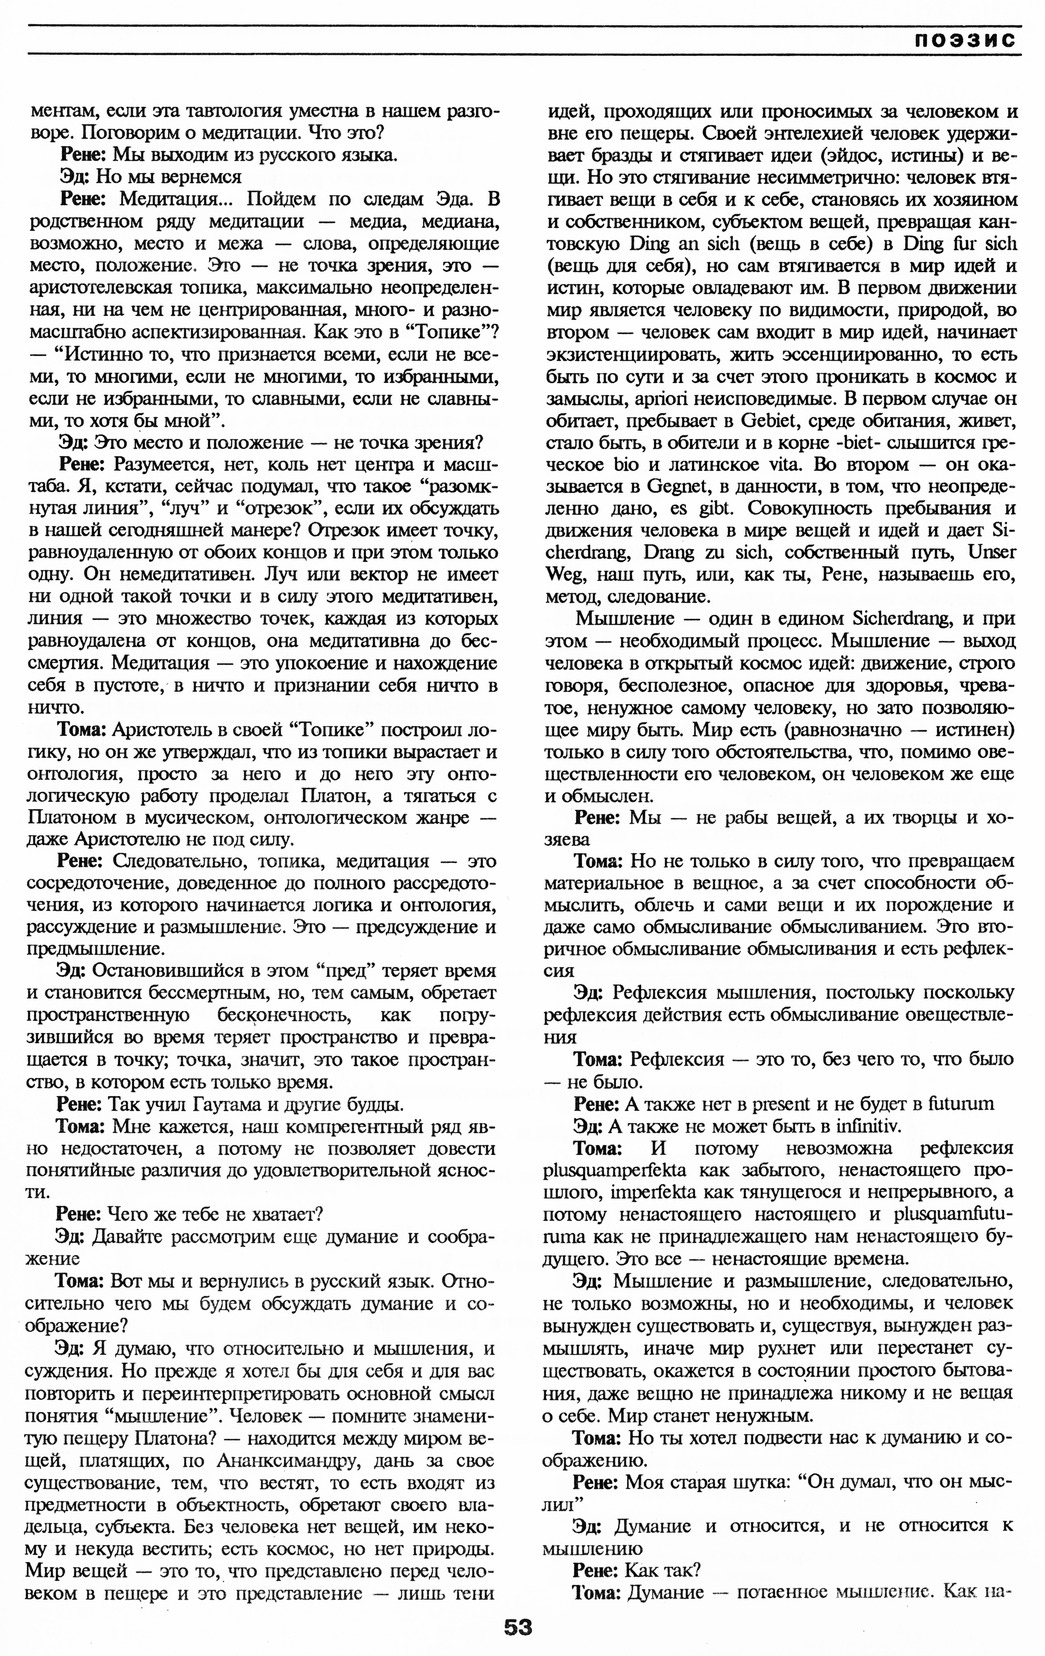 ПОЭЗИС
ментам, если эта тавтология уместна в нашем разго-
воре. Поговорим о медитации. Что это?
Рене: Мы выходим из русского языка.
Эд: Но мы вернемся
Рене: Медитация... Пойдем по следам Эда. В
родственном ряду медитации — медиа, медиана,
возможно, место и межа — слова, определяющие
место, положение. Это — не точка зрения, это —
аристотелевская топика, максимально неопределен-
ная, ни на чем не центрированная, много- и разно-
масштабно аспектизированная. Как это в “Топике”?
— “Истинно то, что признается всеми, если не все-
ми, то многими, если не многими, то избранными,
если не избранными, то славными, если не славны-
ми, то хотя бы мной”.
Эд: Это место и положение — не точка зрения?
Рене: Разумеется, нет, коль нет центра и масш-
таба. Я, кстати, сейчас подумал, что такое “разомк-
нутая линия”, “луч” и “отрезок”, если их обсуждать
в нашей сегодняшней манере? Отрезок имеет точку,
равноудаленную от обоих концов и при этом только
одну. Он немедитативен. Луч или вектор не имеет
ни одной такой точки и в силу этого медитативен,
линия — это множество точек, каждая из которых
равноудалена от концов, она медитативна до бес-
смертия. Медитация — это упокоение и нахождение
себя в пустоте, в ничто и признании себя ничто в
ничто.
Тома: Аристотель в своей “Топике” построил ло-
гику, но он же утверждал, что из топики вырастает и
онтология, просто за него и до него эту онто-
логическую работу проделал Платон, а тягаться с
Платоном в мусическом, онтологическом жанре —
даже Аристотелю не под силу.
Рене: Следовательно, топика, медитация — это
сосредоточение, доведенное до полного рассредото-
чения, из которого начинается логика и онтология,
рассуждение и размышление. Это — предсуждение и
предмышление.
Эд: Остановившийся в этом “пред” теряет время
и становится бессмертным, но, тем самым, обретает
пространственную бесконечность, как погру-
зившийся во время теряет пространство и превра-
щается в точку; точка, значит, это такое простран-
ство, в котором есть только время.
Рене: Так учил Гаутама и другие будды.
Тома: Мне кажется, наш компрегентный ряд яв-
но недостаточен, а потому не позволяет довести
понятийные различия до удовлетворительной яснос-
ти.
Рене: Чего же тебе не хватает?
Эд: Давайте рассмотрим еще думание и сообра-
жение
Тома: Вот мы и вернулись в русский язык. Отно-
сительно чего мы будем обсуждать думание и со-
ображение?
Эд: Я думаю, что относительно и мышления, и
суждения. Но прежде я хотел бы для себя и для вас
повторить и переинтерпретировать основной смысл
понятия “мышление”. Человек — помните знамени-
тую пещеру Платона? — находится между миром ве-
щей, платящих, по Ананксимандру, дань за свое
существование, тем, что вестят, то есть входят из
предметности в объектность, обретают своего вла-
дельца, субъекта. Без человека нет вещей, им неко-
му и некуда вестить; есть космос, но нет природы.
Мир вещей — это то, что представлено перед чело-
веком в пещере и это представление — лишь тени
идей, проходящих или проносимых за человеком и
вне его пещеры. Своей энтелехией человек удержи-
вает бразды и стягивает идеи (эйдос, истины) и ве-
щи. Но это стягивание несимметрично: человек втя-
гивает вещи в себя и к себе, становясь их хозяином
и собственником, субъектом вещей, превращая кан-
товскую Ding an sich (вещь в себе) в Ding fur sich
(вещь для себя), но сам втягивается в мир идей и
истин, которые овладевают им. В первом движении
мир является человеку по видимости, природой, во
втором — человек сам входит в мир идей, начинает
экзистенциировать, жить эссенциированно, то есть
быть по сути и за счет этого проникать в космос и
замыслы, apriori неисповедимые. В первом случае он
обитает, пребывает в Gebiet, среде обитания, живет,
стало быть, в обители и в корне -biet- слышится гре-
ческое bio и латинское vita. Во втором — он ока-
зывается в Gegnet, в данности, в том, что неопреде-
ленно дано, es gibt. Совокупность пребывания и
движения человека в мире вещей и идей и дает Si-
cherdrang, Drang zu sich, собственный путь, Unser
Weg, наш путь, или, как ты, Рене, называешь его,
метод, следование.
Мышление — один в едином Sicherdrang, и при
этом — необходимый процесс. Мышление — выход
человека в открытый космос идей: движение, строго
говоря, бесполезное, опасное для здоровья, чрева-
тое, ненужное самому человеку, но зато позволяю-
щее миру быть. Мир есть (равнозначно — истинен)
только в силу того обстоятельства, что, помимо ове-
ществленности его человеком, он человеком же еще
и обмыслен.
Рене: Мы — не рабы вещей, а их творцы и хо-
зяева
Тома: Но не только в силу того, что превращаем
материальное в вещное, а за счет способности об-
мыслить, облечь и сами вещи и их порождение и
даже само обмысливание обмысливанием. Это вто-
ричное обмысливание обмысливания и есть рефлек-
сия
Эд: Рефлексия мышления, постольку поскольку
рефлексия действия есть обмысливание овеществле-
ния
Тома: Рефлексия — это то, без чего то, что было
— не было.
Рене: А также нет в present и не будет в futurum
Эд: А также не может быть в infinitiv.
Тома: И потому невозможна рефлексия
plusquamperfekta как забытого, ненастоящего про-
шлого, imperfekta как тянущегося и непрерывного, а
потому ненастоящего настоящего и plusquamfutu-
ruma как не принадлежащего нам ненастоящего бу-
дущего. Это все — ненастоящие времена.
Эд: Мышление и размышление, следовательно,
не только возможны, но и необходимы, и человек
вынужден существовать и, существуя, вынужден раз-
мышлять, иначе мир рухнет или перестанет су-
ществовать, окажется в состоянии простого бытова-
ния, даже вещно не принадлежа никому и не вещая
о себе. Мир станет ненужным.
Тома: Но ты хотел подвести нас к думанию и со-
ображению.
Рене: Моя старая шутка: “Он думал, что он мыс-
лил”
Эд: Думание и относится, и не относится к
мышлению
Рене: Как так?
Тома: Думание — потаенное мышление. Как на-
53